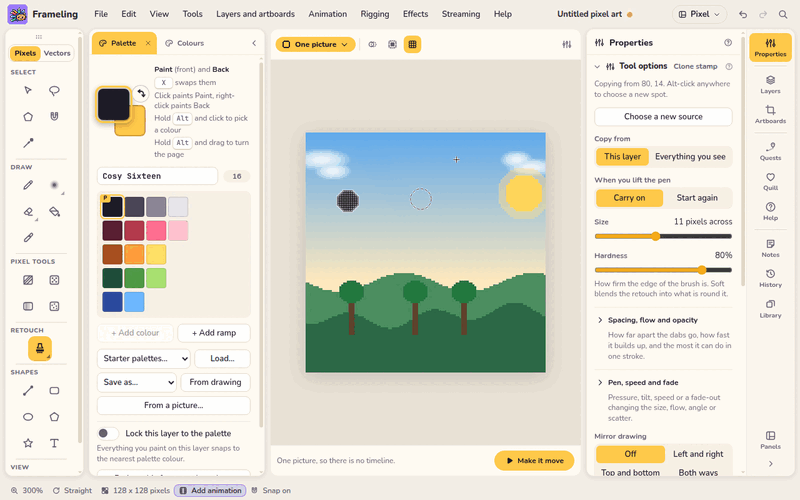 Frameling File Edit View Tools Layers and artboards Animation Rigging Effects Streaming Help Untitled pixel art Pixel
Pixels Vectors
SELECT
DRAW
PIXEL TOOLS
RETOUCH
SHAPES
VIEW
Palette × Colours
Paint (front) and Back
X swaps them
Click paints Paint, right-
click paints Back
Hold Alt and click to pick
a colour
Hold Alt and drag to turn
the page
Cosy Sixteen 16
P
+ Add colour + Add ramp
Starter palettes... Load...
Save as... From drawing
From a picture...
Lock this layer to the palette
Everything you paint on this layer snaps to
the nearest palette colour.
One picture
One picture, so there is no timeline. Make it move
Properties
Tool options Clone stamp
Copying from 80, 14. Alt-click anywhere
to choose a new spot.
Choose a new source
Copy from
This layer Everything you see
When you lift the pen
Carry on Start again
Size 11 pixels across
Hardness 80%
How firm the edge of the brush is. Soft
blends the retouch into what is round it.
Spacing, flow and opacity
How far apart the dabs go, how fast
it builds up, and the most it can do in
one stroke.
Pen, speed and fade
Pressure, tilt, speed or a fade-out
changing the size, flow, angle or
scatter.
Mirror drawing
Off Left and right
Top and bottom Both ways
Properties
Layers
Artboards
Quests
Quill
Help
Notes
History
Library
Panels
300% Straight 128 x 128 pixels Add animation Snap on